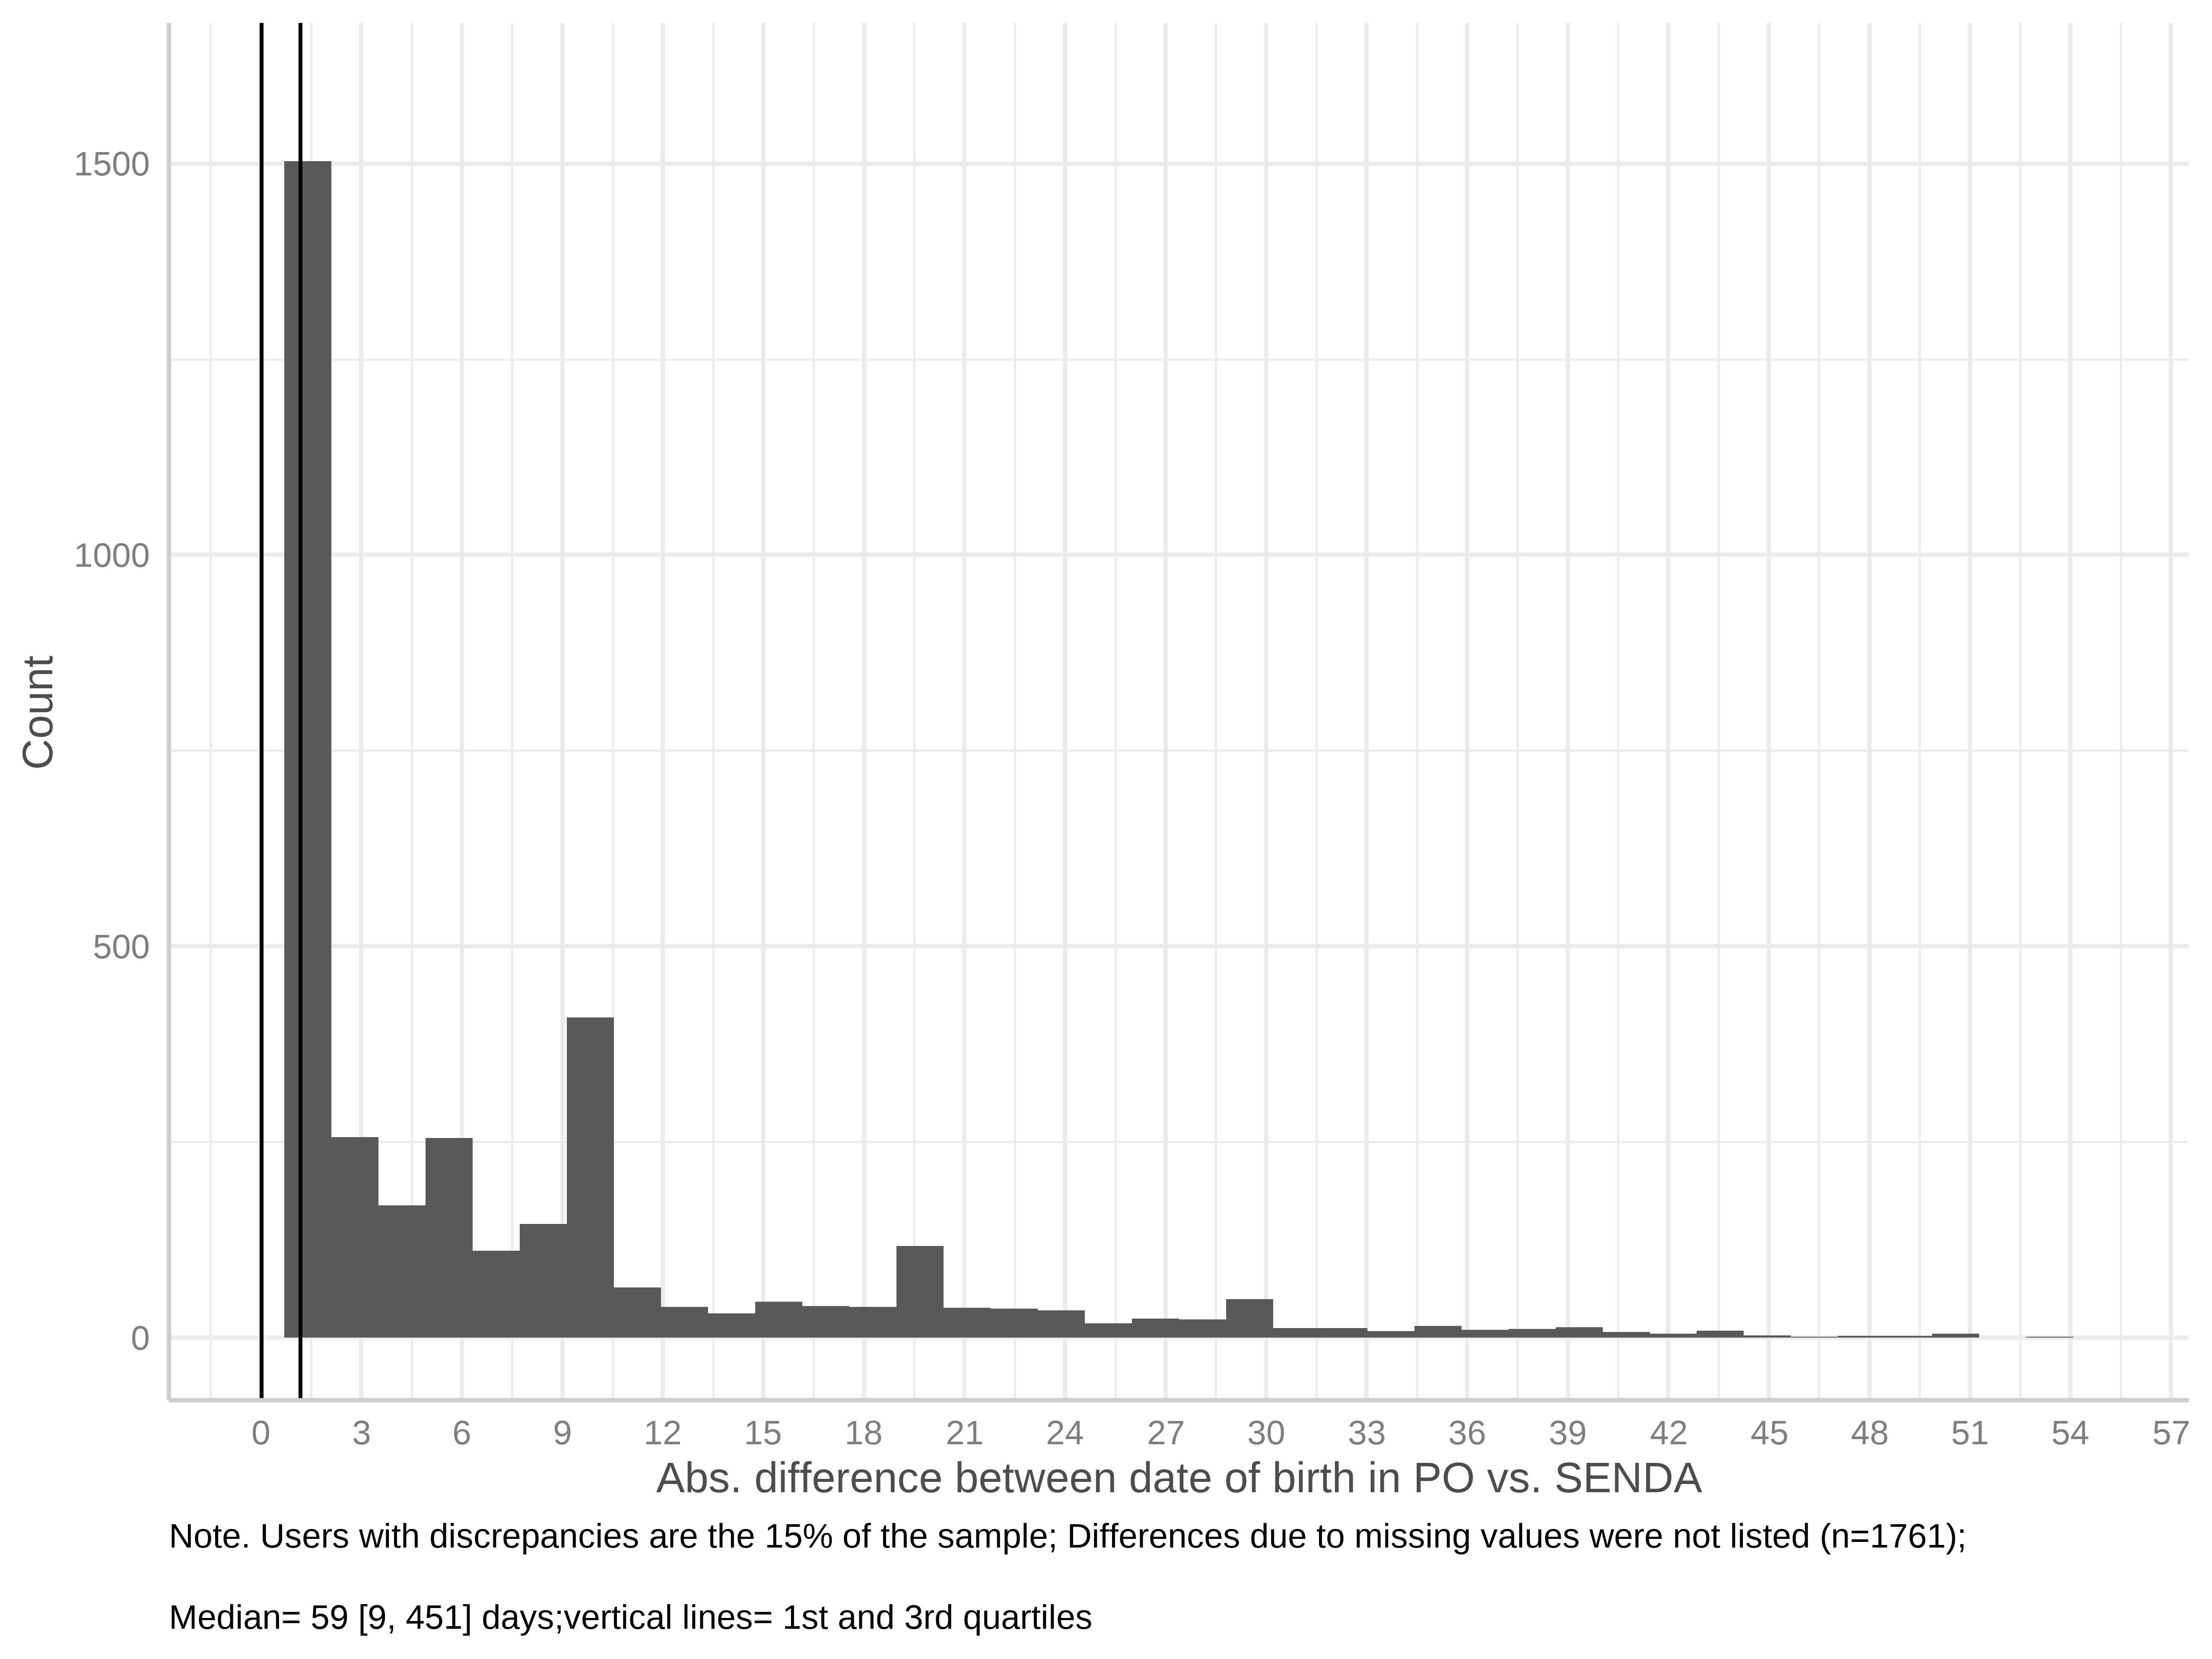 1500
1000
500
0
Count
0 3 6 9 12 15 18 21 24 27 30 33 36 39 42 45 48 51 54 57
Abs. difference between date of birth in PO vs. SENDA
Note. Users with discrepancies are the 15% of the sample; Differences due to missing values were not listed (n=1761);
Median= 59 [9, 451] days;vertical lines= 1st and 3rd quartiles